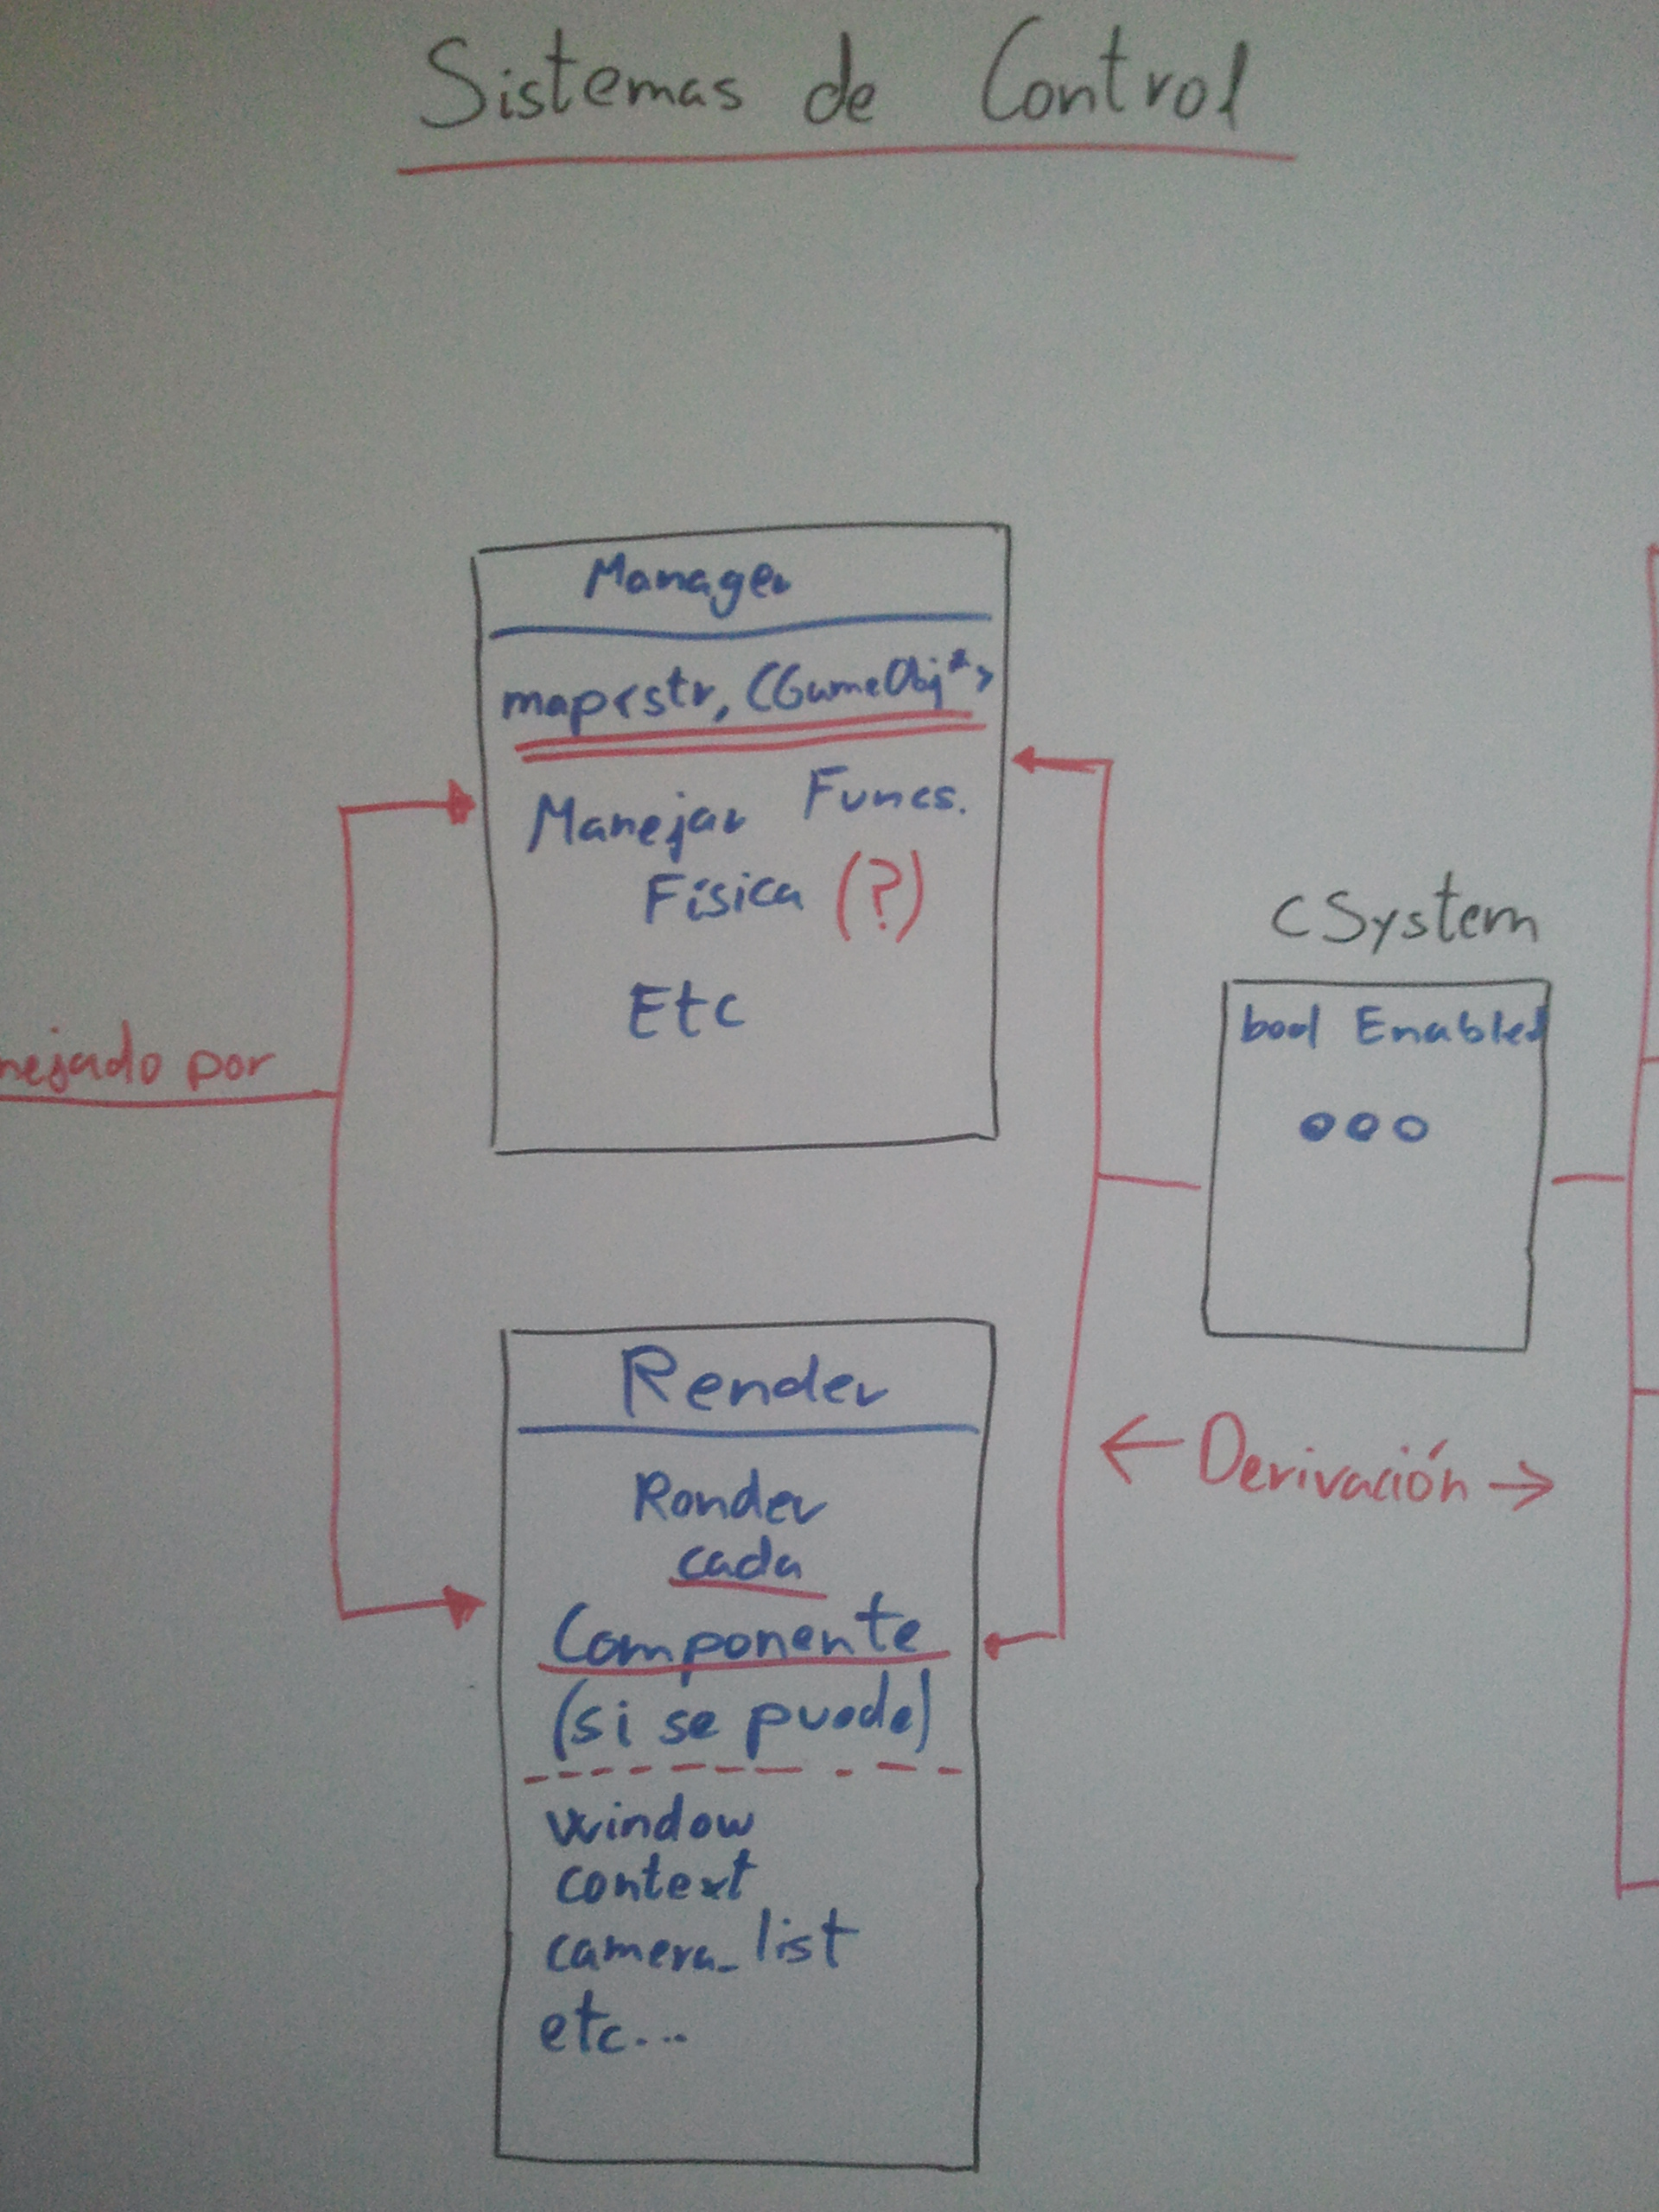 Sistemas de Control
Manager
map<str, CGameObj*>
Manejar Funcs.
Física (?)
Etc
nejado por
CSystem
bool Enabled
ooo
← Derivación →
Render
Render
cada
Componente
(si se puede)
window
context
camera_list
etc...